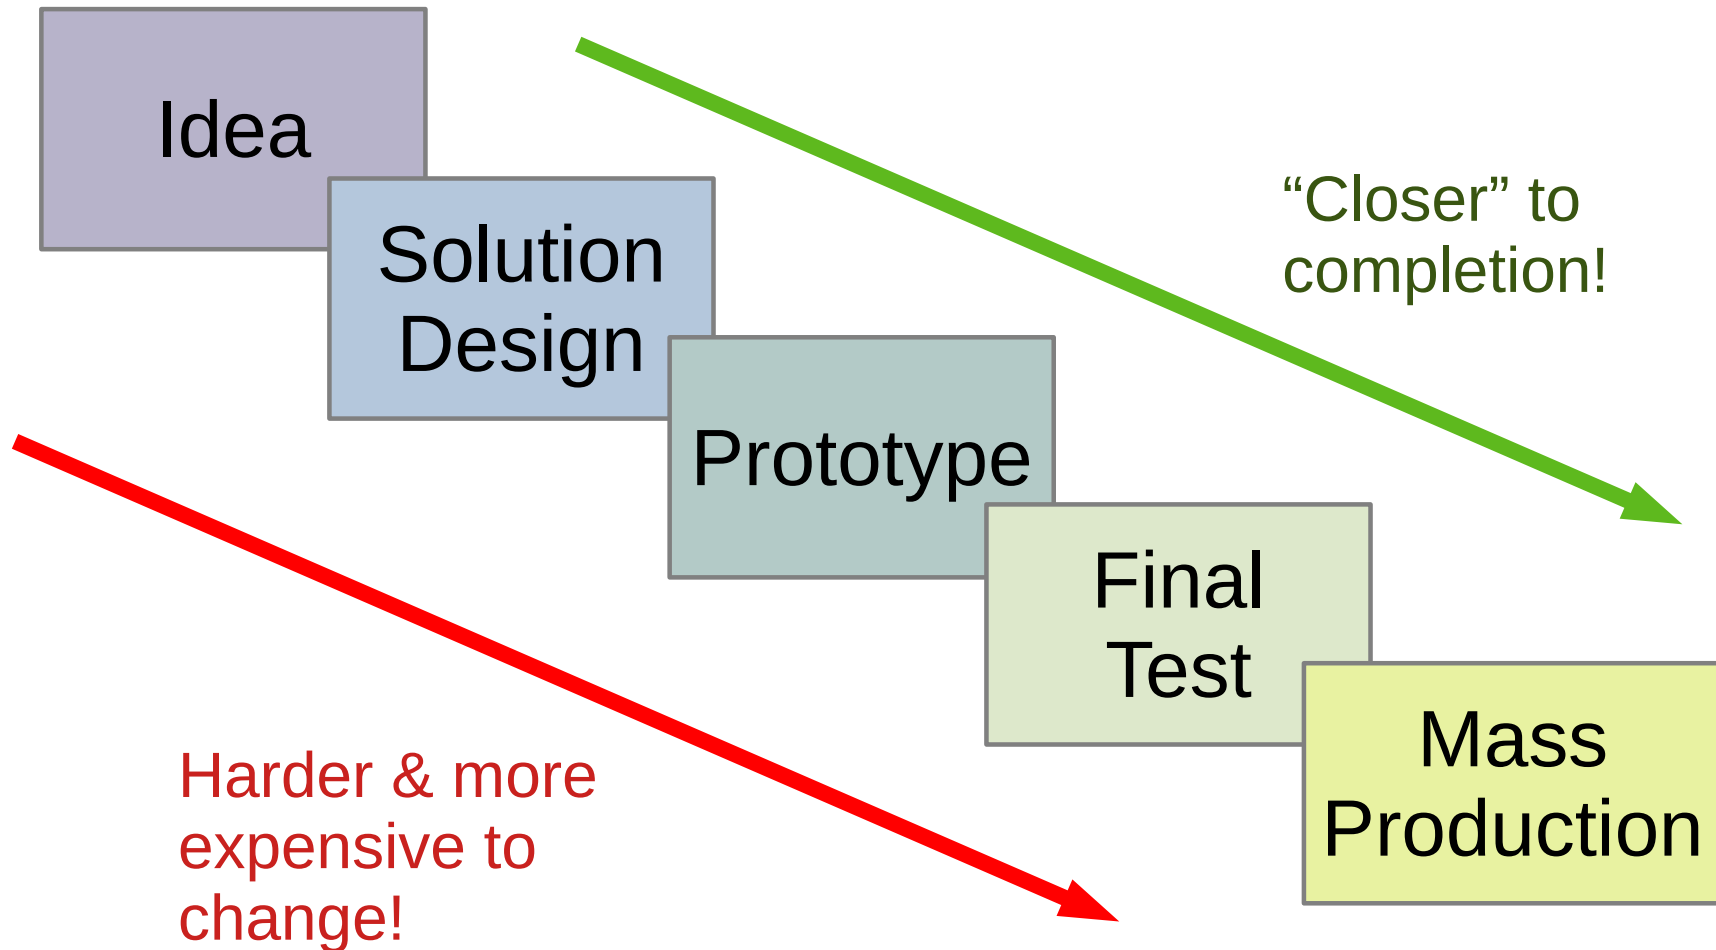 Idea
Solution
Design
Prototype
Final
Test
Mass
Production
“Closer” to
completion!
Harder & more
expensive to
change!